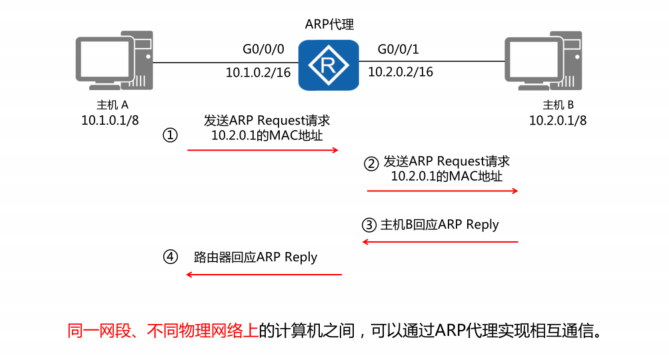 ARP代理
G0/0/0
G0/0/1
10.1.0.2/16
10.2.0.2/16
R
主机 A
10.1.0.1/8
主机 B
10.2.0.1/8
①
发送ARP Request请求
10.2.0.1的MAC地址
②
发送ARP Request请求
10.2.0.1的MAC地址
③ 主机B回应ARP Reply
④ 路由器回应ARP Reply
同一网段、不同物理网络上的计算机之间，可以通过ARP代理实现相互通信。